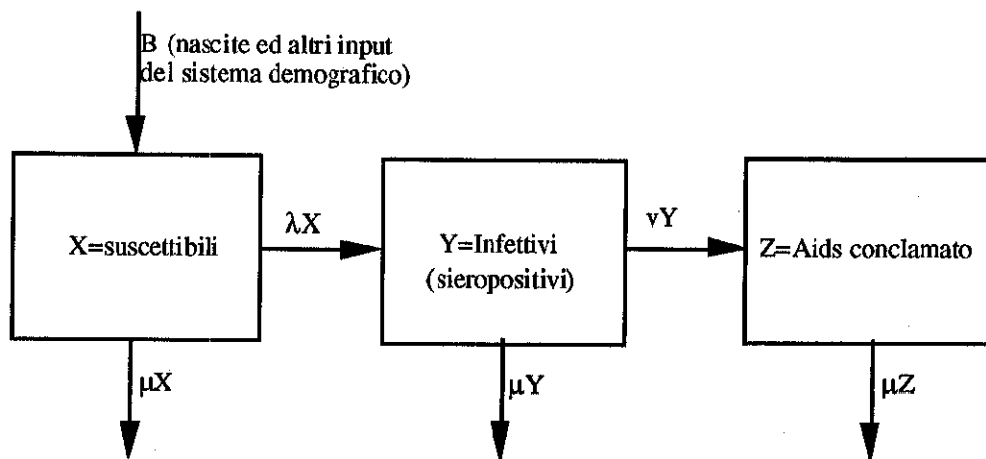 B (nascite ed altri input
del sistema demografico)
X=suscettibili
λX
Y=Infettivi
(sieropositivi)
vY
Z=Aids conclamato
μX
μY
μZ